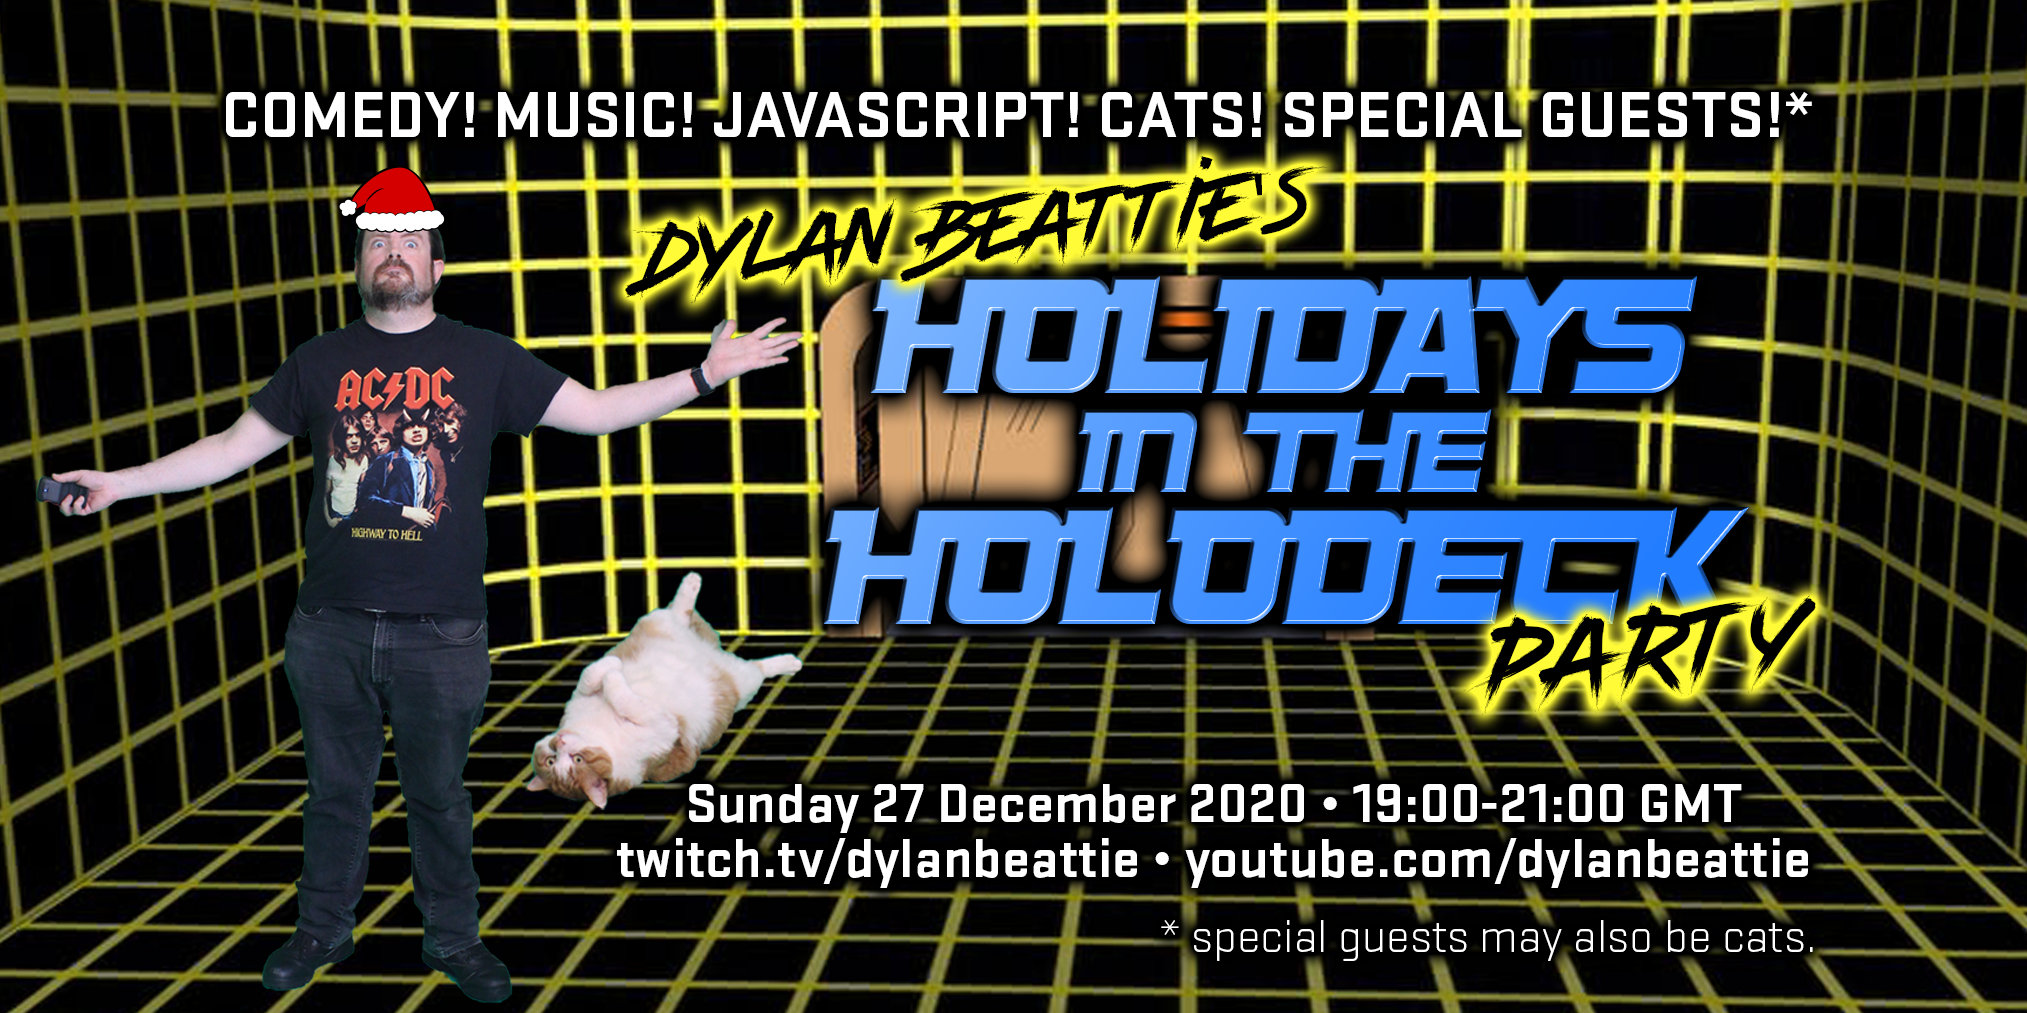 COMEDY! MUSIC! JAVASCRIPT! CATS! SPECIAL GUESTS!*
DYLAN BEATTIE'S
HOLIDAYS
IN THE
HOLODECK
PARTY
AC⚡DC
HIGHWAY TO HELL
Sunday 27 December 2020 • 19:00-21:00 GMT
twitch.tv/dylanbeattie • youtube.com/dylanbeattie
* special guests may also be cats.